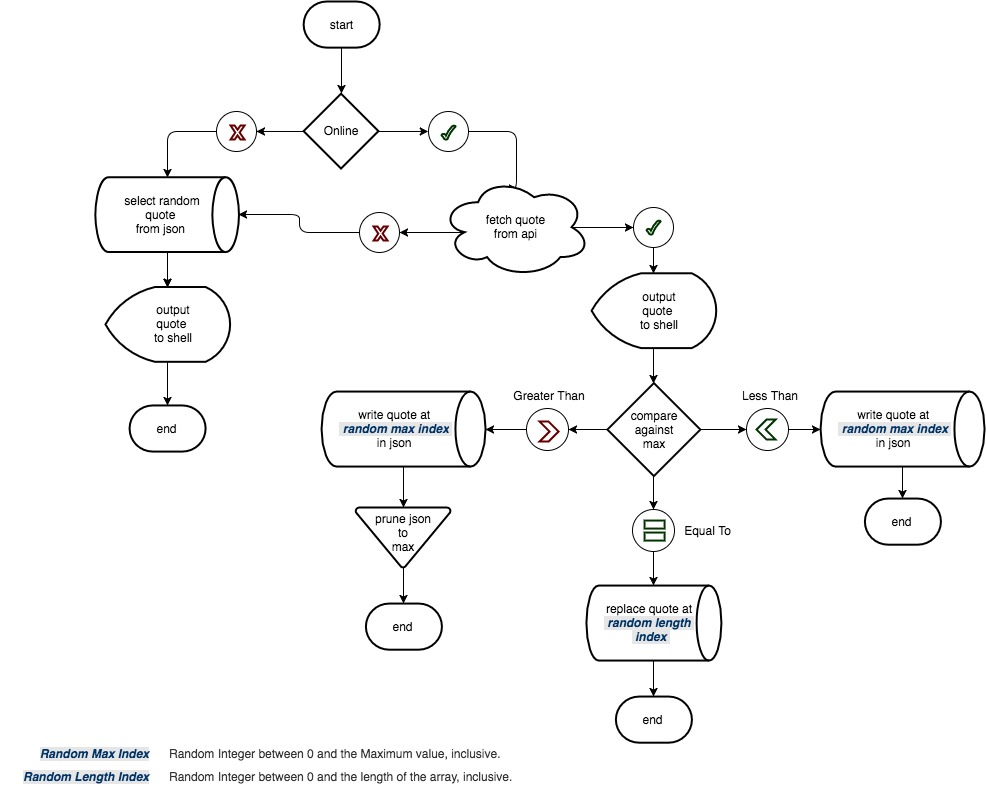 start
Online
select random
quote
from json
fetch quote
from api
output
quote
to shell
output
quote
to shell
end
Greater Than
Less Than
write quote at
random max index
in json
compare
against
max
write quote at
random max index
in json
prune json
to
max
end
Equal To
replace quote at
random length
index
end
end
Random Max Index Random Integer between 0 and the Maximum value, inclusive.
Random Length Index Random Integer between 0 and the length of the array, inclusive.